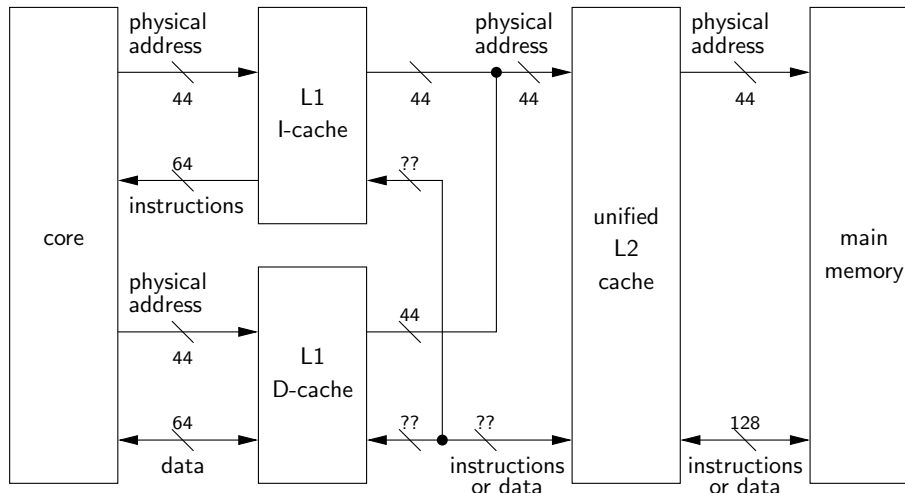 physical
address
44
L1
I-cache
44
physical
address
44
physical
address
44
64
instructions
??
core
unified
L2
cache
main
memory
physical
address
44
L1
D-cache
44
64
data
??
??
instructions
or data
128
instructions
or data